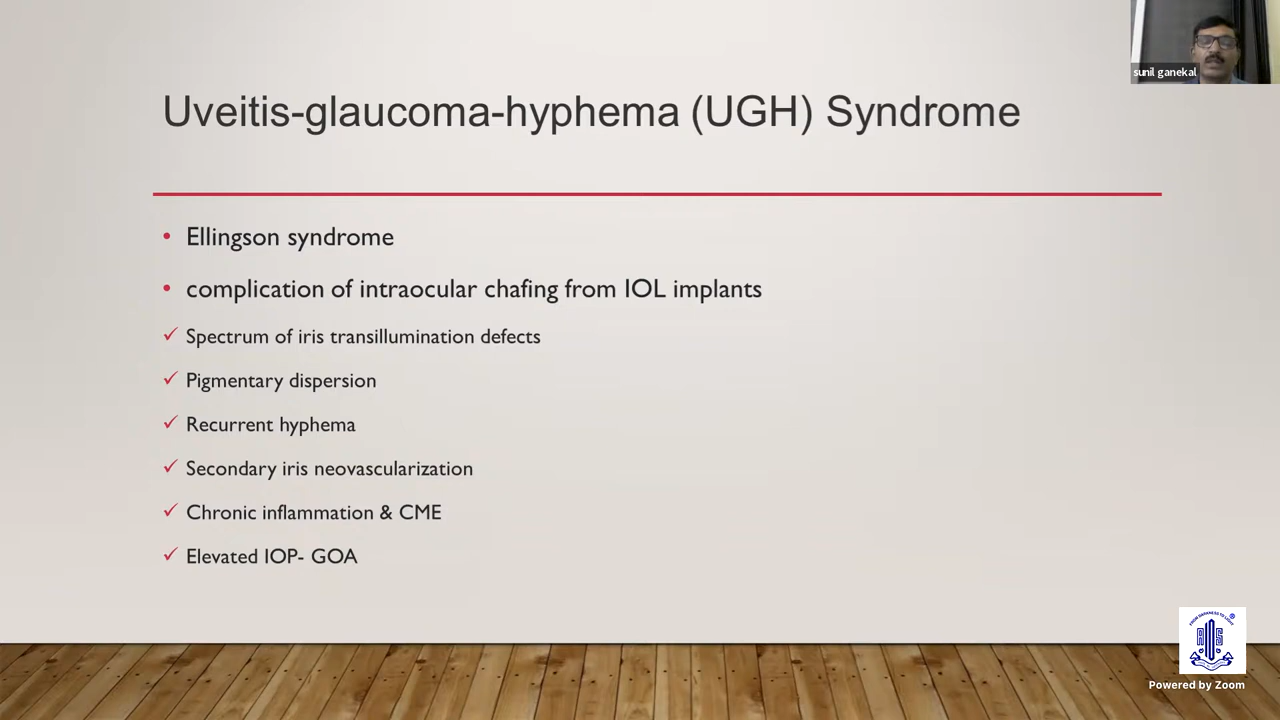 sunil ganekal
Uveitis-glaucoma-hyphema (UGH) Syndrome
• Ellingson syndrome
• complication of intraocular chafing from IOL implants
✓ Spectrum of iris transillumination defects
✓ Pigmentary dispersion
✓ Recurrent hyphema
✓ Secondary iris neovascularization
✓ Chronic inflammation & CME
✓ Elevated IOP- GOA
Powered by Zoom